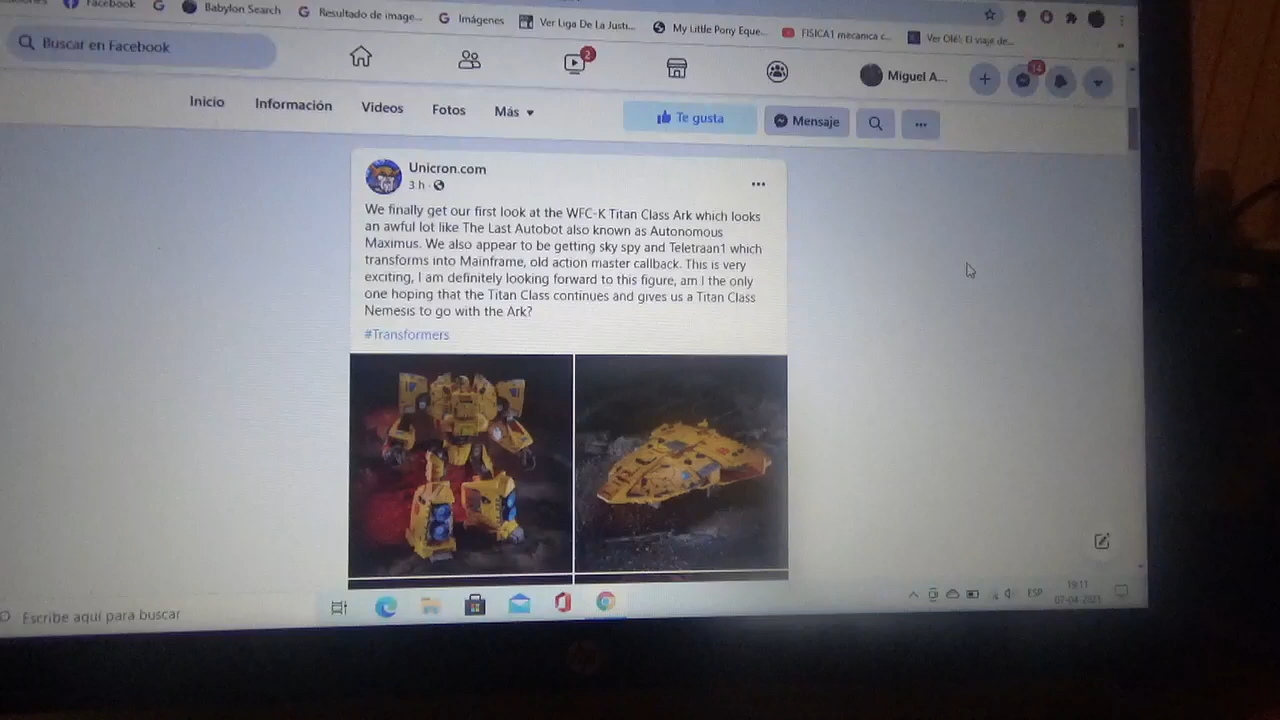 Facebook
Babylon Search
Resultado de image...
Imágenes
Ver Liga De La Justi...
My Little Pony Eque...
FISICA1 mecanica c...
Ver Olé!: El viaje de...
Buscar en Facebook
2
Miguel A...
14
Inicio
Información
Videos
Fotos
Más
Te gusta
Mensaje
Unicron.com
3 h ·
We finally get our first look at the WFC-K Titan Class Ark which looks
an awful lot like The Last Autobot also known as Autonomous
Maximus. We also appear to be getting sky spy and Teletraan1 which
transforms into Mainframe, old action master callback. This is very
exciting, I am definitely looking forward to this figure, am I the only
one hoping that the Titan Class continues and gives us a Titan Class
Nemesis to go with the Ark?
#Transformers
Escribe aquí para buscar
ESP
19:11
07-04-2021